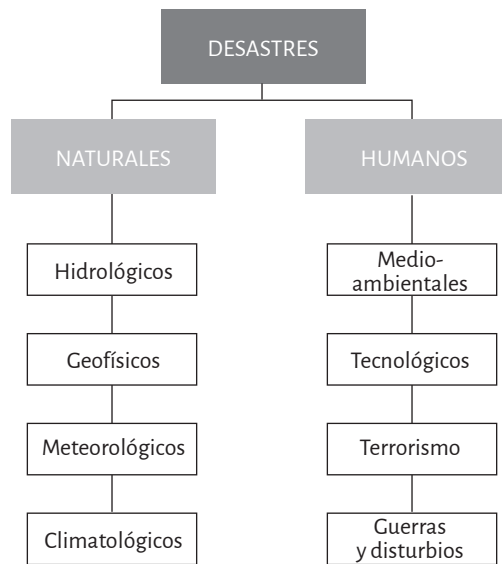 DESASTRES
NATURALES
HUMANOS
Hidrológicos
Geofísicos
Meteorológicos
Climatológicos
Medio-
ambientales
Tecnológicos
Terrorismo
Guerras
y disturbios